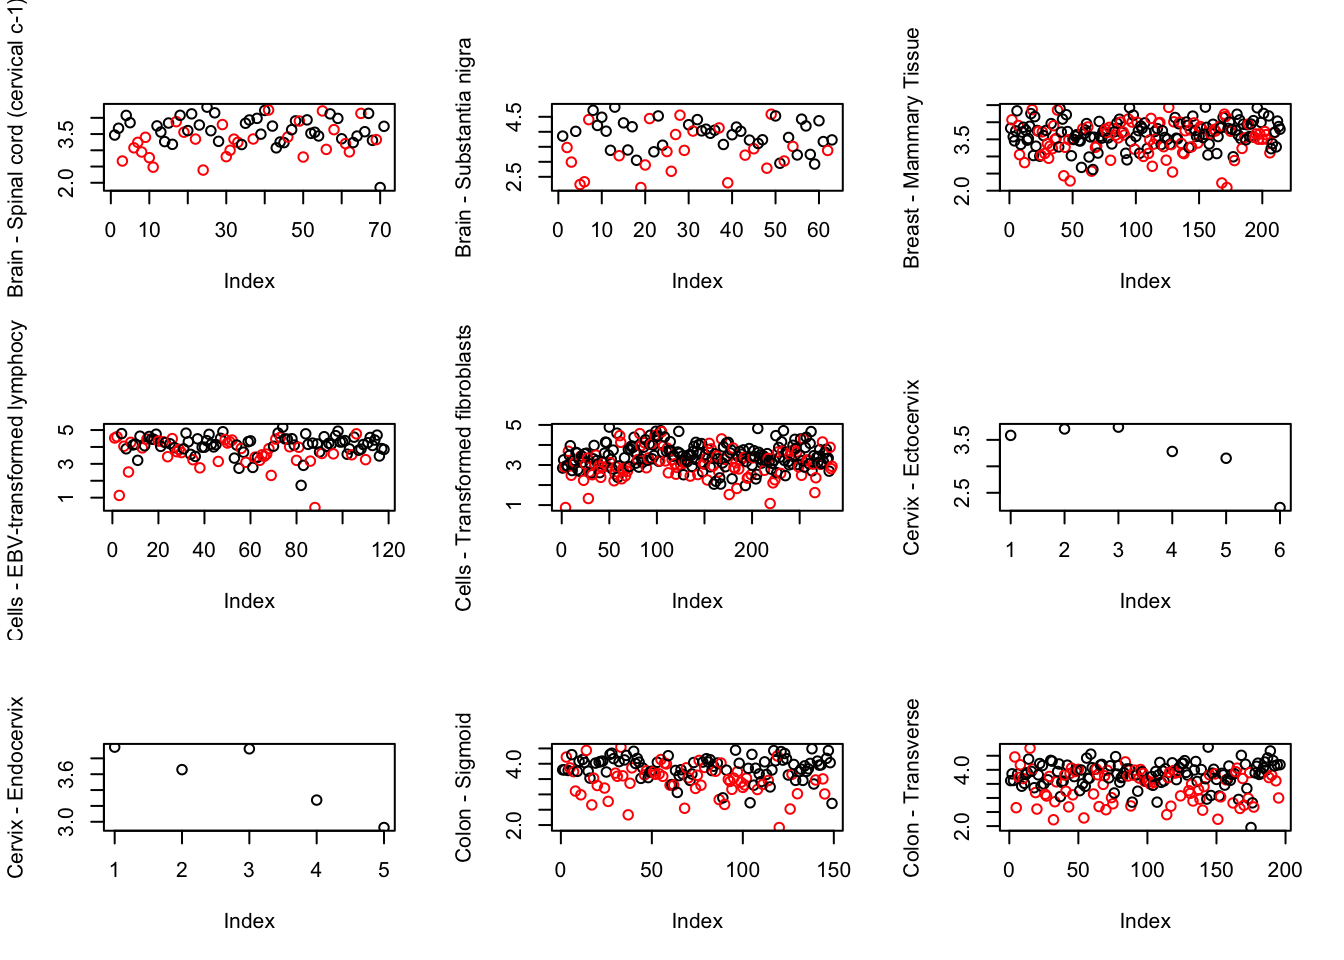 Brain - Spinal cord (cervical c-1)
3.5
2.0
0 10 30 50 70
Index
Brain - Substantia nigra
4.5
2.5
0 10 20 30 40 50 60
Index
Breast - Mammary Tissue
3.5
2.0
0 50 100 150 200
Index
Cells - EBV-transformed lymphocy
5
3
1
0 20 40 60 80 120
Index
Cells - Transformed fibroblasts
5
3
1
0 50 100 200
Index
Cervix - Ectocervix
3.5
2.5
1 2 3 4 5 6
Index
Cervix - Endocervix
3.6
3.0
1 2 3 4 5
Index
Colon - Sigmoid
4.0
2.0
0 50 100 150
Index
Colon - Transverse
4.0
2.0
0 50 100 150 200
Index